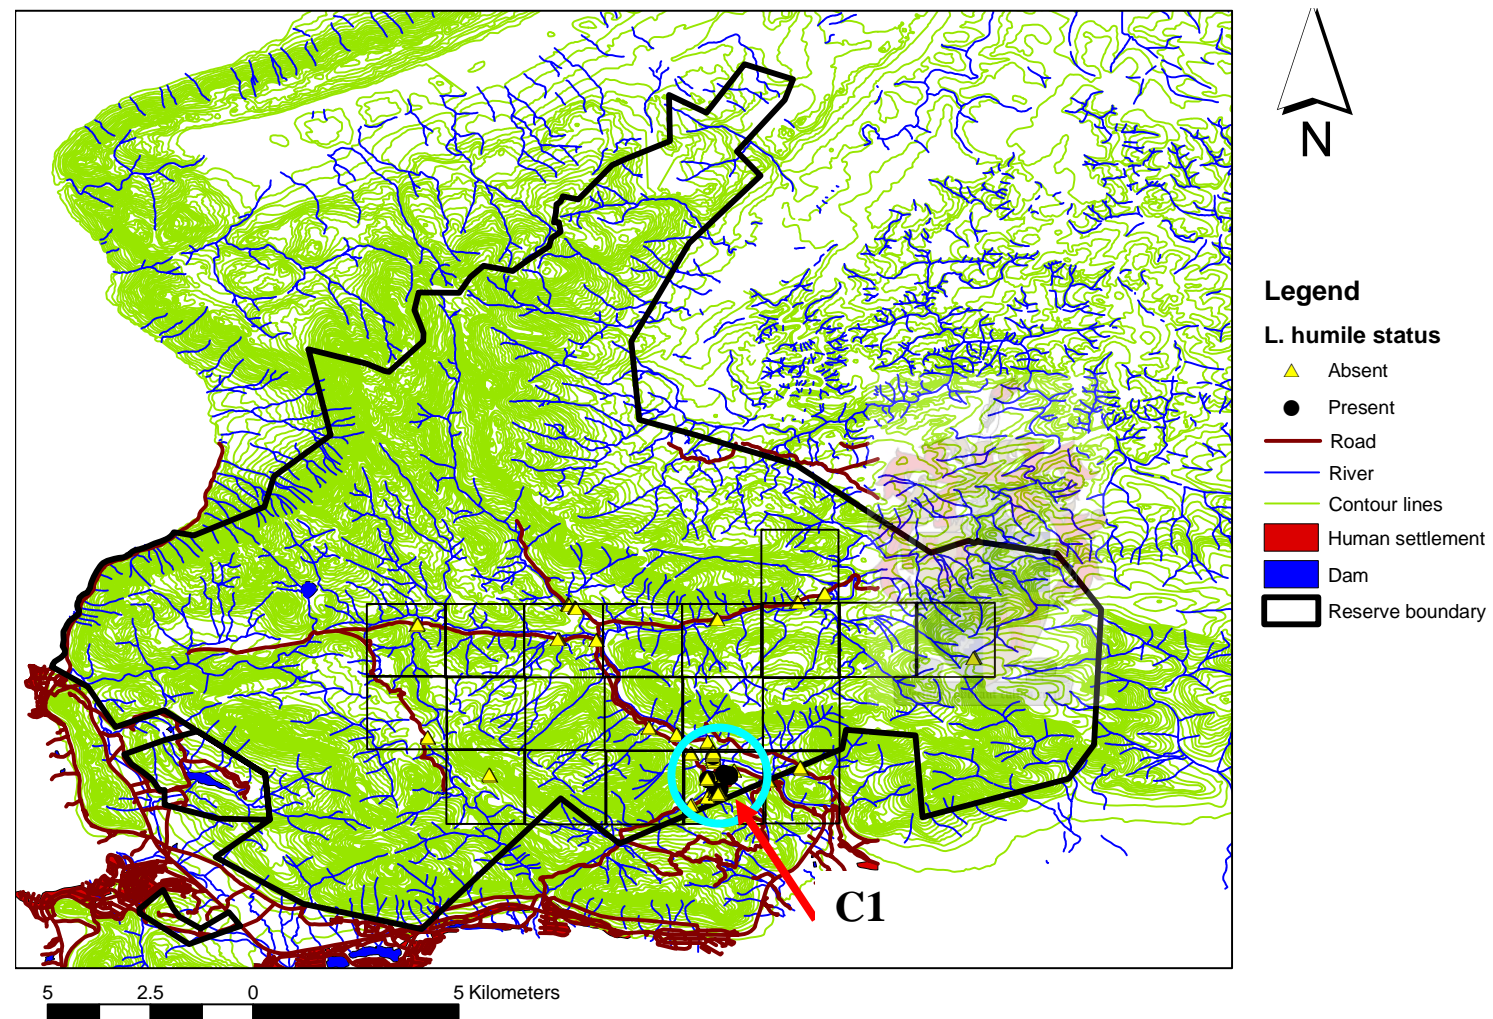 N
Legend
L. humile status
Absent
Present
Road
River
Contour lines
Human settlement
Dam
Reserve boundary
C1
5 2.5 0 5 Kilometers